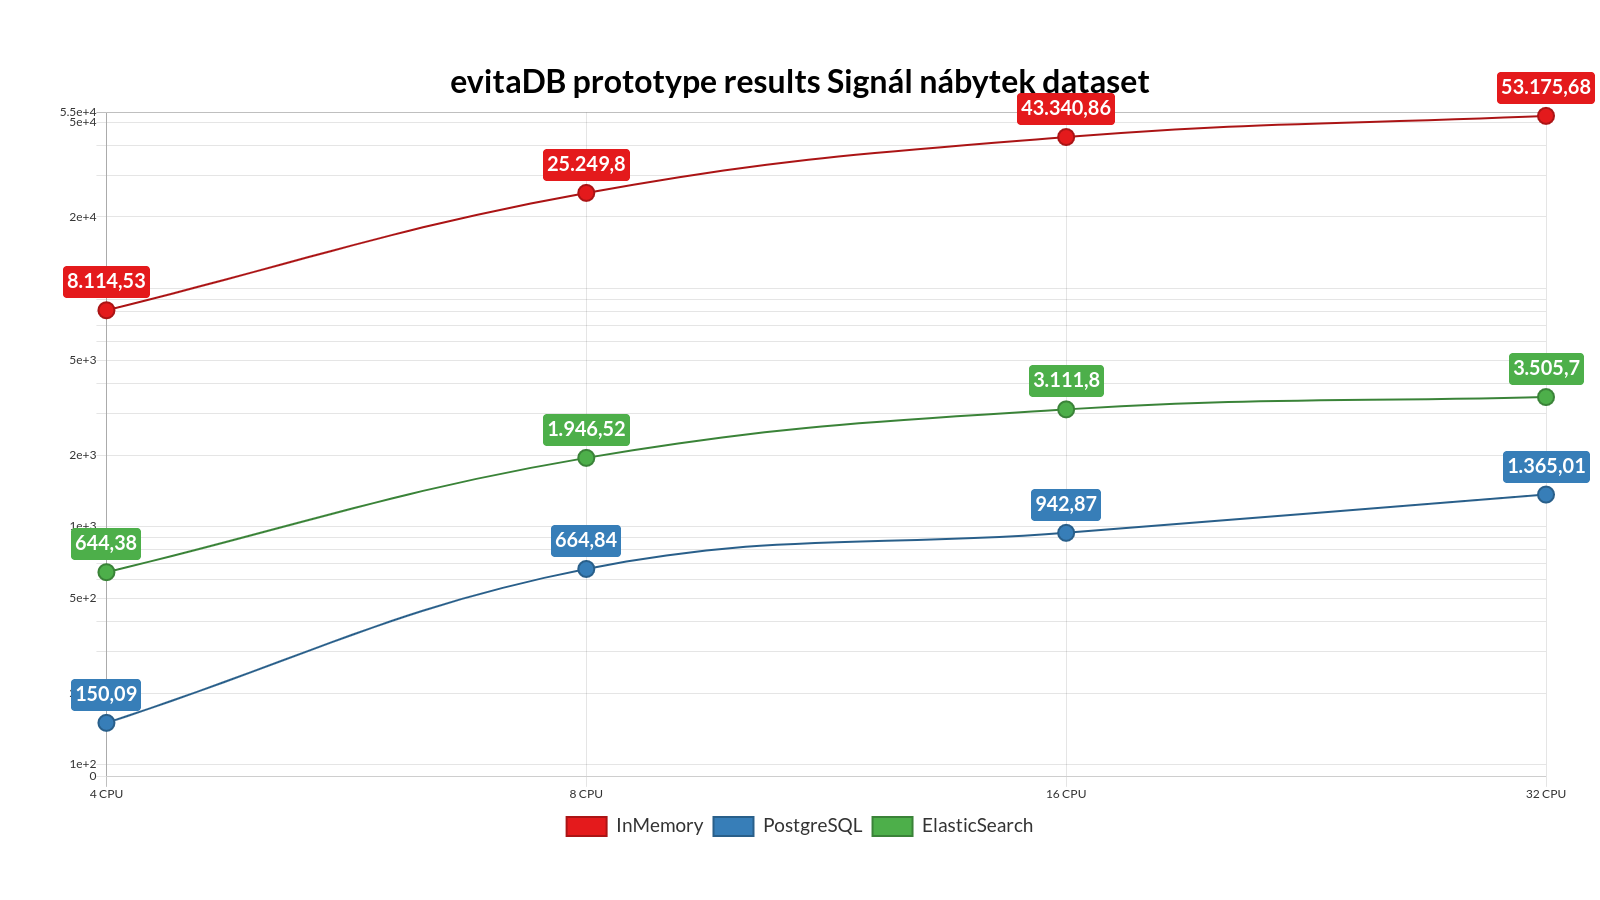 evitaDB prototype results Signál nábytek dataset
53.175,68
43.340,86
5.5e+4
5e+4
25.249,8
2e+4
8.114,53
5e+3
3.505,7
3.111,8
1.946,52
2e+3
1.365,01
942,87
1e+3
644,38
664,84
5e+2
150,09
1e+2
0
4 CPU
8 CPU
16 CPU
32 CPU
InMemory PostgreSQL ElasticSearch